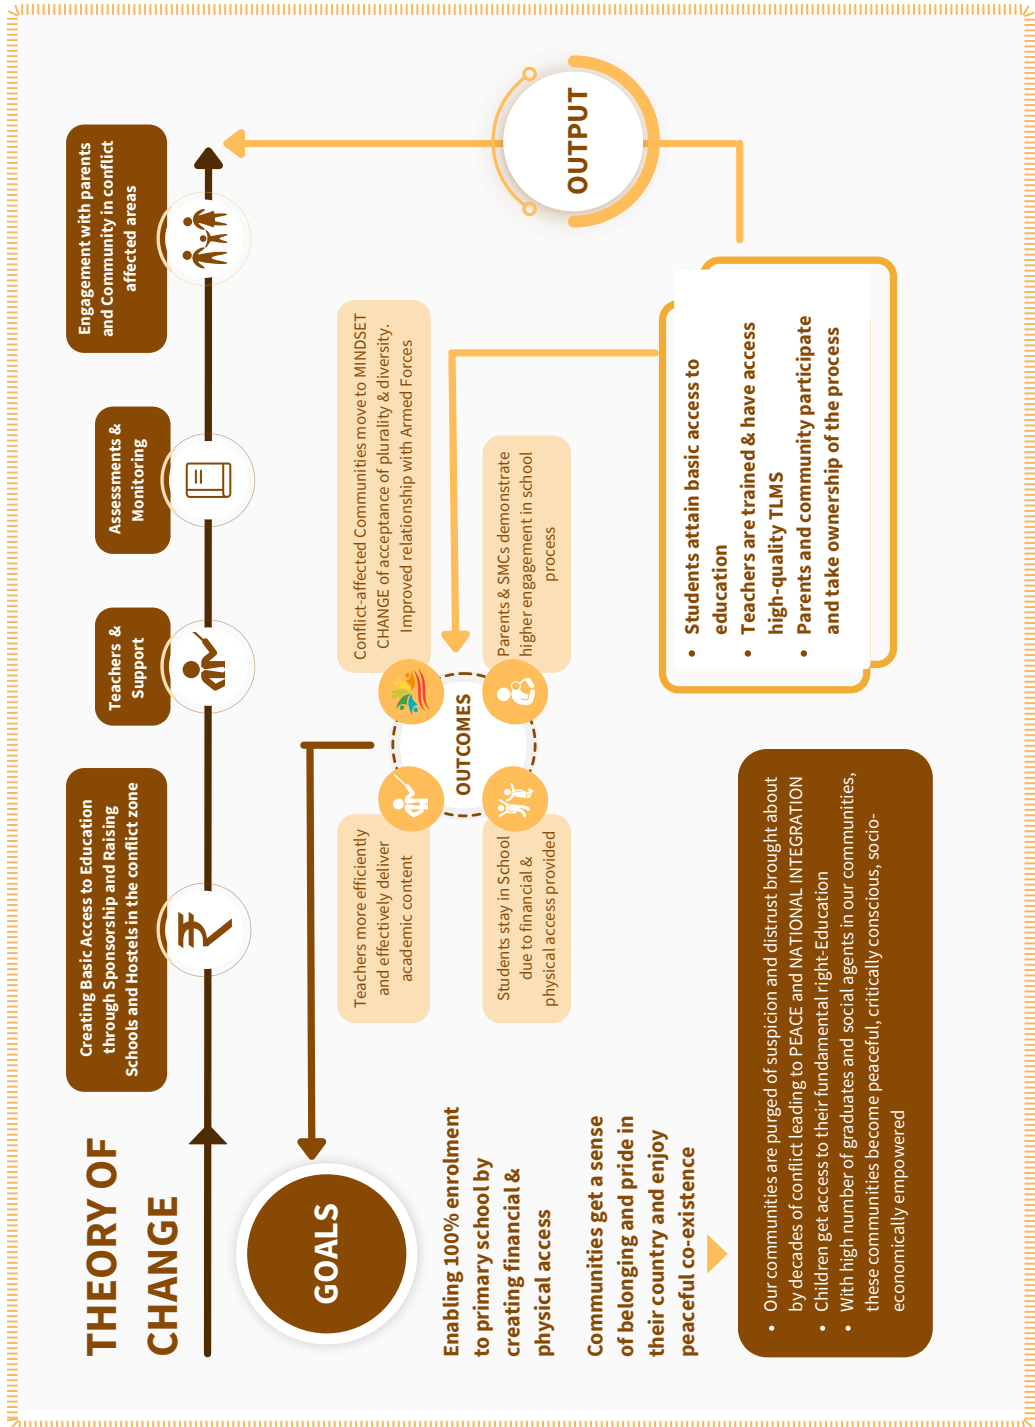 THEORY OF
CHANGE
Creating Basic Access to Education
through Sponsorship and Raising
Schools and Hostels in the conflict zone
₹
Teachers &
Support
Assessments &
Monitoring
Engagement with parents
and Community in conflict
affected areas
GOALS
Enabling 100% enrolment
to primary school by
creating financial &
physical access
Communities get a sense
of belonging and pride in
their country and enjoy
peaceful co-existence
• Our communities are purged of suspicion and distrust brought about
by decades of conflict leading to PEACE and NATIONAL INTEGRATION
• Children get access to their fundamental right-Education
• With high number of graduates and social agents in our communities,
these communities become peaceful, critically conscious, socio-
economically empowered
OUTCOMES
Teachers more efficiently
and effectively deliver
academic content
Conflict-affected Communities move to MINDSET
CHANGE of acceptance of plurality & diversity.
Improved relationship with Armed Forces
Students stay in School
due to financial &
physical access provided
Parents & SMCs demonstrate
higher engagement in school
process
OUTPUT
• Students attain basic access to
education
• Teachers are trained & have access
high-quality TLMS
• Parents and community participate
and take ownership of the process